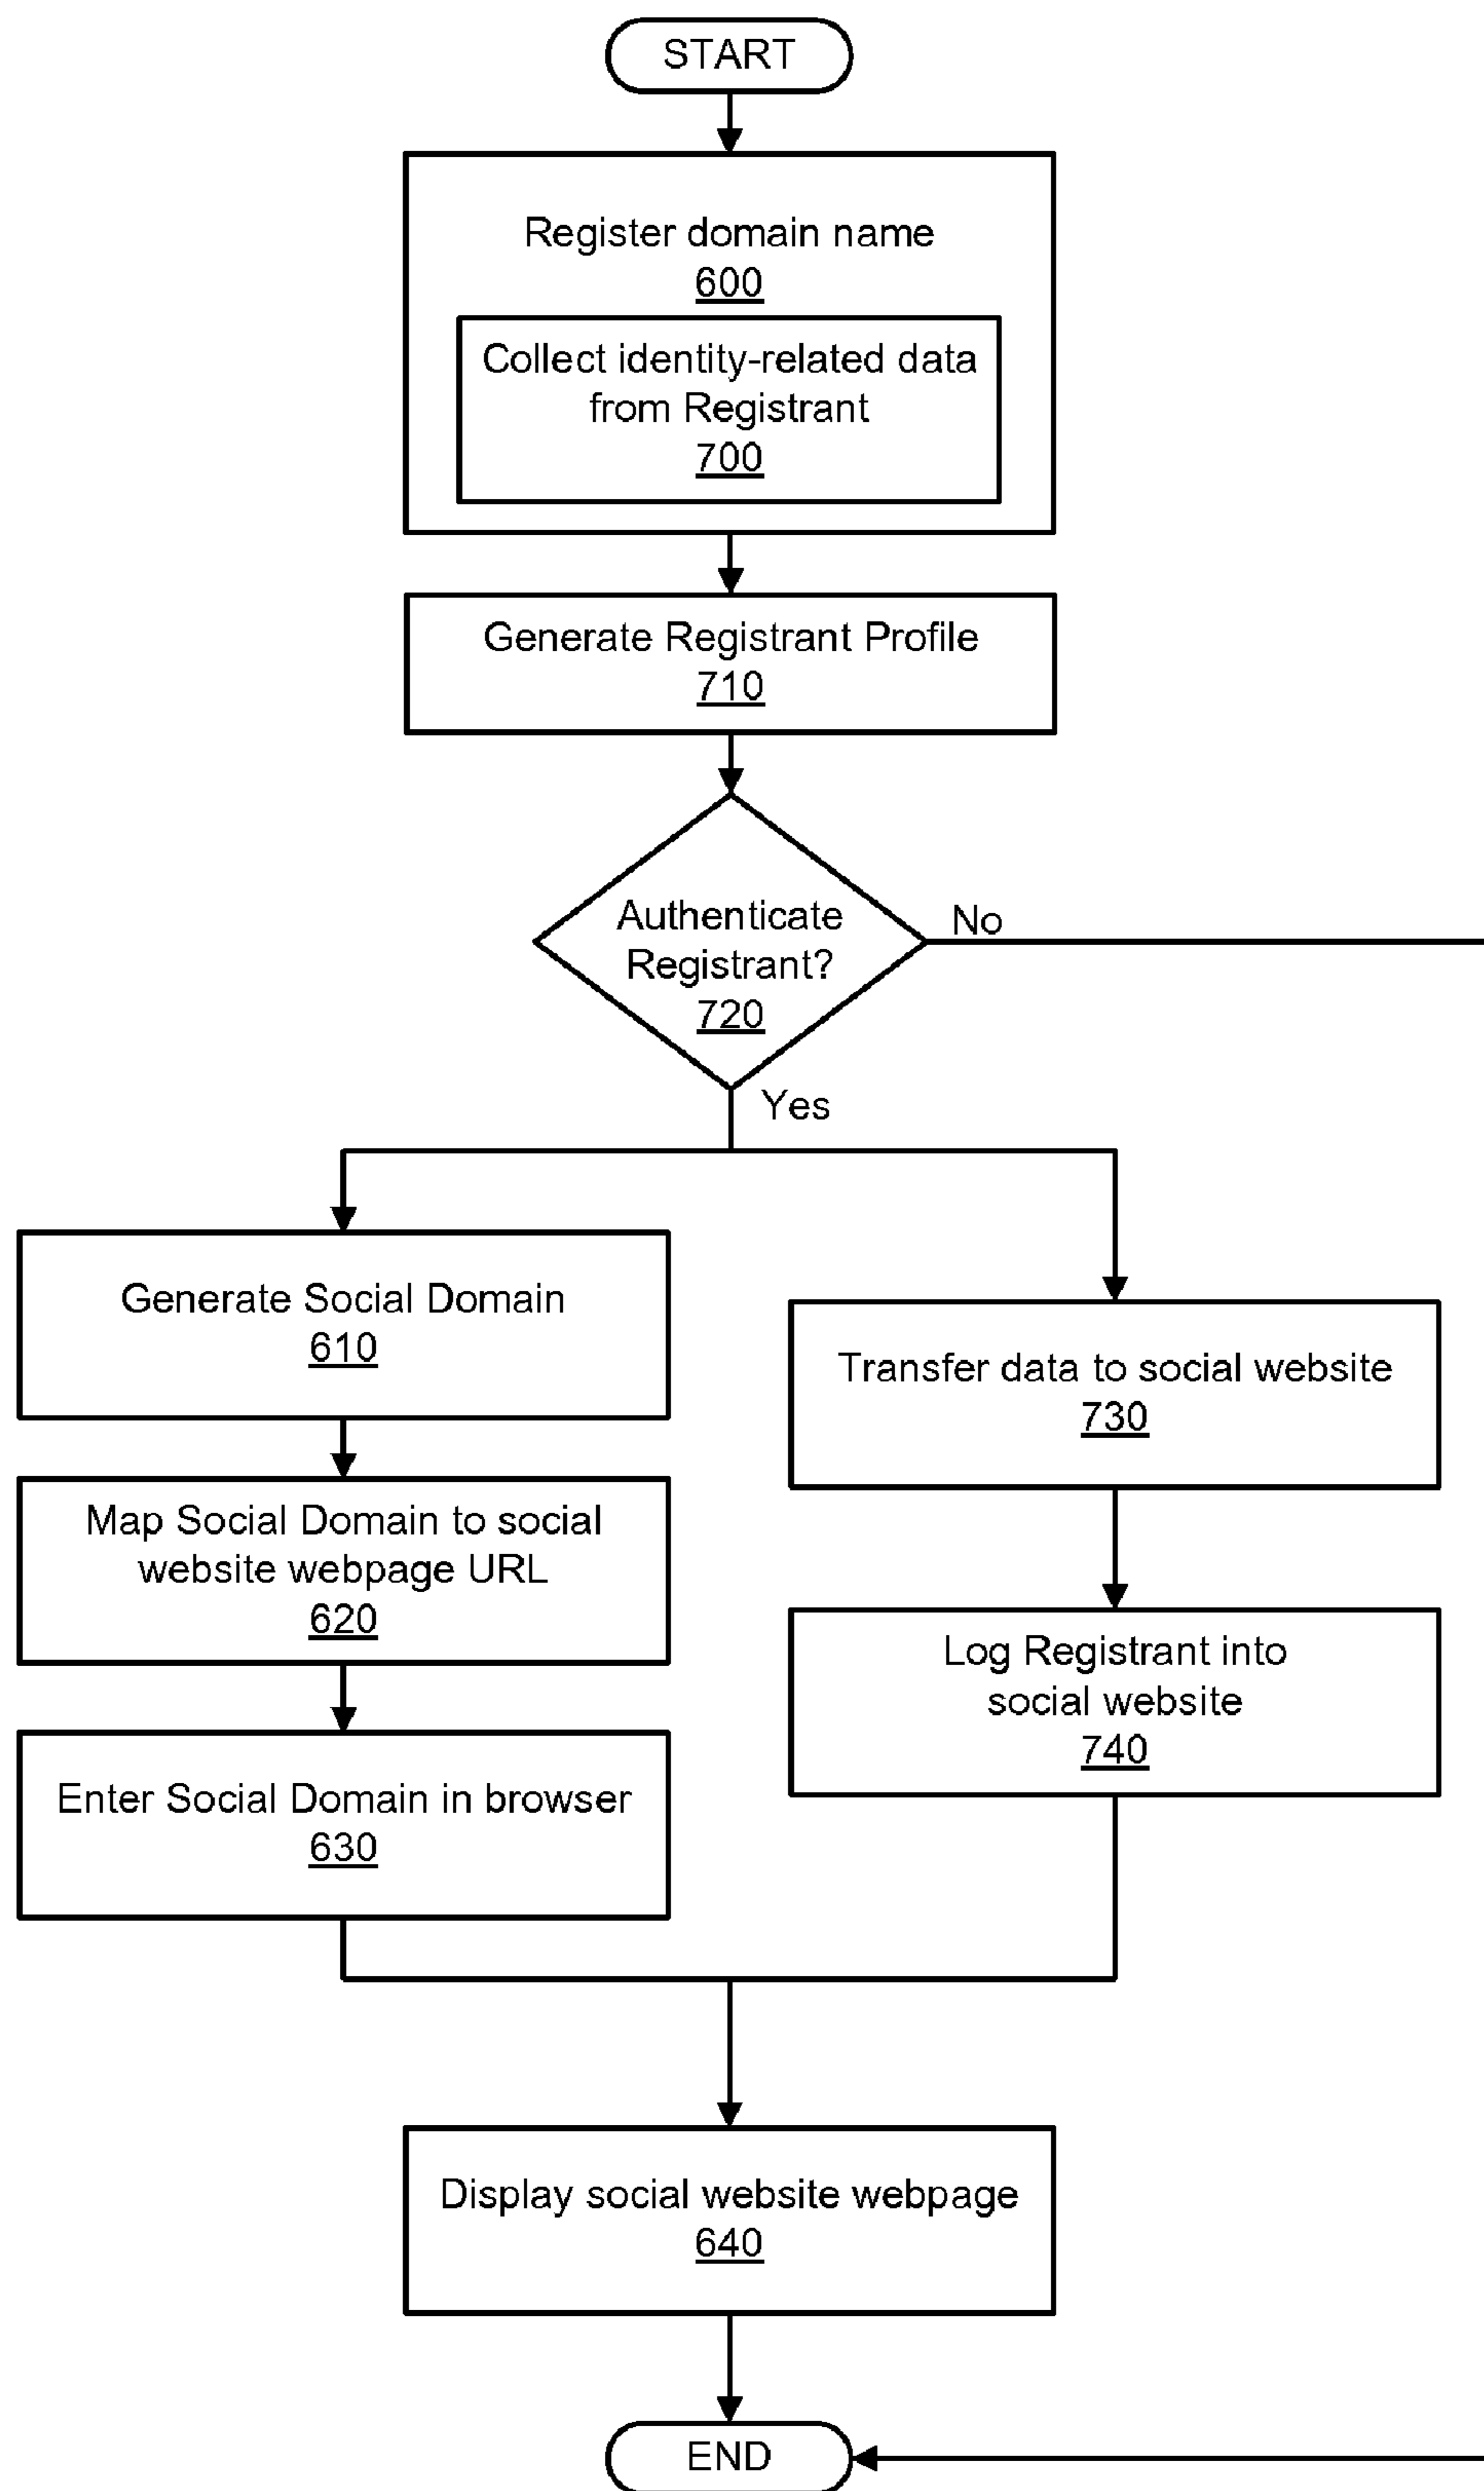 START
Register domain name
600
Collect identity-related data
from Registrant
700
Generate Registrant Profile
710
Authenticate
Registrant?
720
No
Yes
Generate Social Domain
610
Map Social Domain to social
website webpage URL
620
Enter Social Domain in browser
630
Transfer data to social website
730
Log Registrant into
social website
740
Display social website webpage
640
END